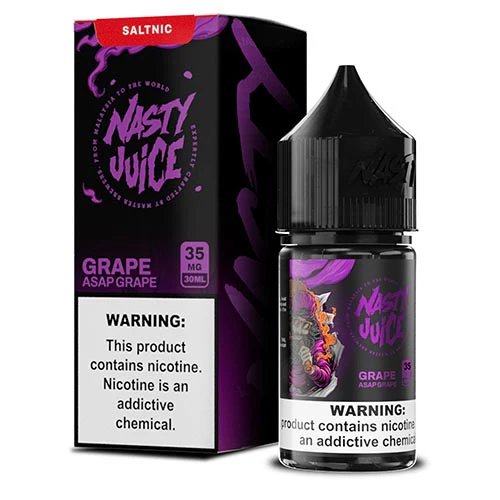 SALTNIC
FROM MALAYSIA TO THE WORLD
NASTY
JUICE
EXPERTLY CRAFTED BY MASTER BREWERS
GRAPE
ASAP GRAPE
35
MG
30ML
WARNING:
This product
contains nicotine.
Nicotine is an
addictive
chemical.
NASTY
NASTY
JUICE
GRAPE
ASAP GRAPE
35
WARNING:
product contains nicotine
an addictive chemica